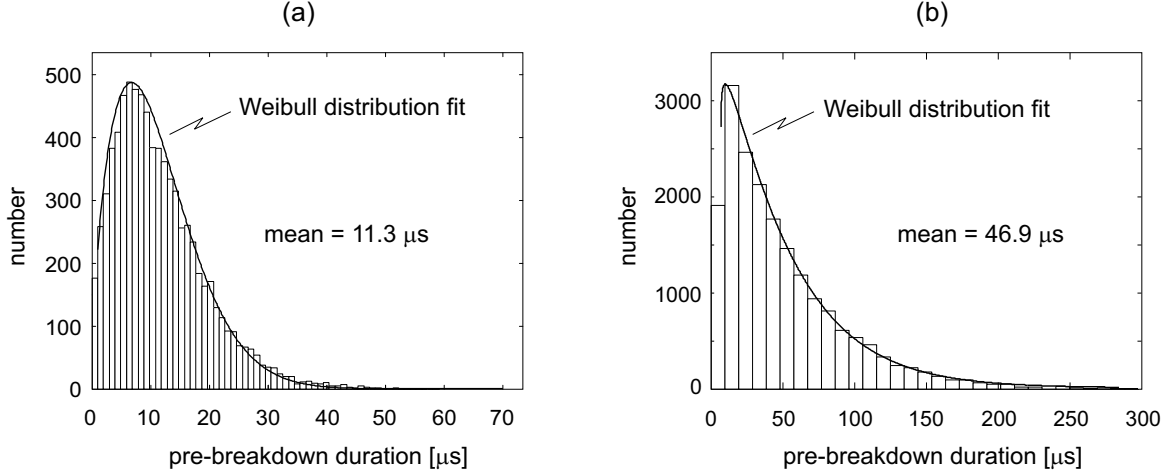 (a)
500
400
300
200
100
0
number
Weibull distribution fit
mean = 11.3 μs
0 10 20 30 40 50 60 70
pre-breakdown duration [μs]
(b)
3000
2000
1000
0
number
Weibull distribution fit
mean = 46.9 μs
0 50 100 150 200 250 300
pre-breakdown duration [μs]